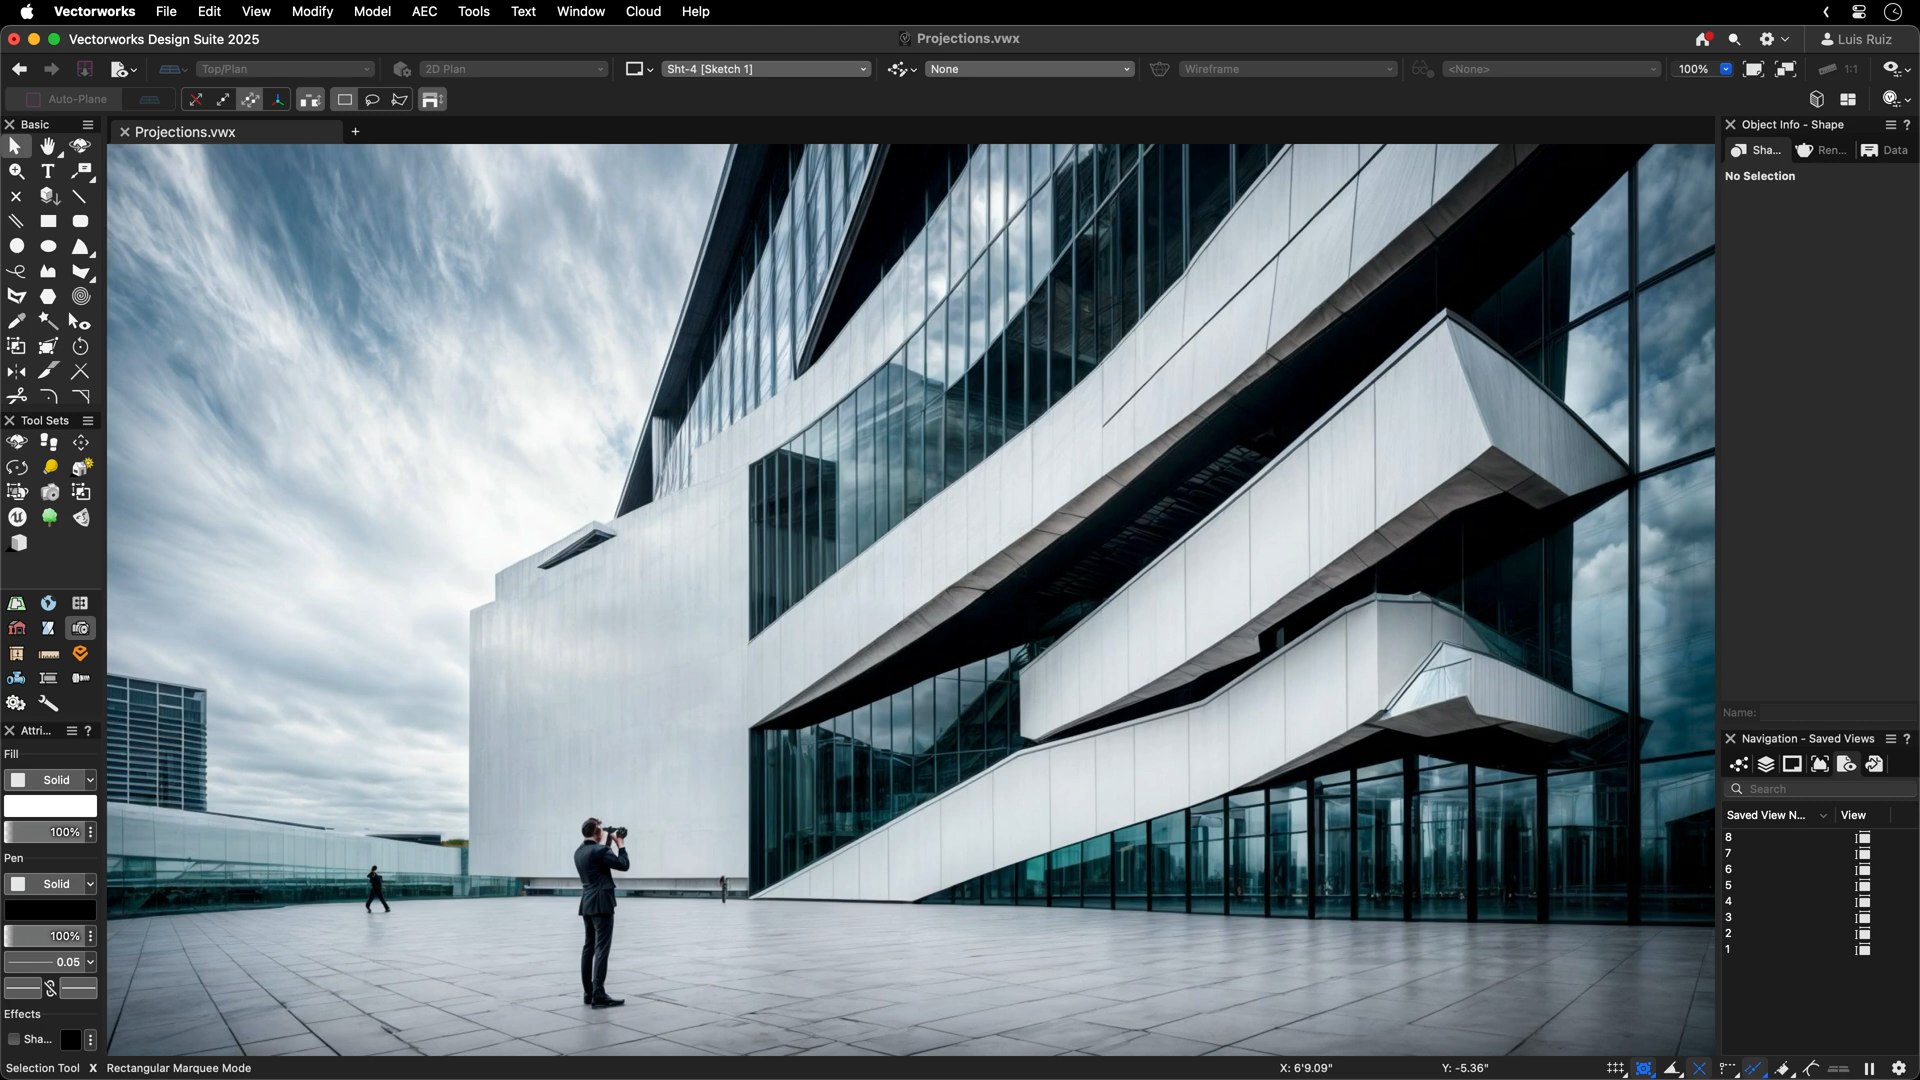 Vectorworks File Edit View Modify Model AEC Tools Text Window Cloud Help
Vectorworks Design Suite 2025
Projections.vwx
Luis Ruiz
Top/Plan
2D Plan
Sht-4 [Sketch 1]
None
Wireframe
<None>
100%
1:1
Auto-Plane
Basic
Projections.vwx
Object Info - Shape
Sha...
Ren...
Data
No Selection
Tool Sets
Name:
Attri...
Fill
Solid
100%
Pen
Solid
100%
0.05
Effects
Sha...
Navigation - Saved Views
Search
Saved View N...
View
8
7
6
5
4
3
2
1
Selection Tool X Rectangular Marquee Mode
X: 6'9.09"
Y: -5.36"